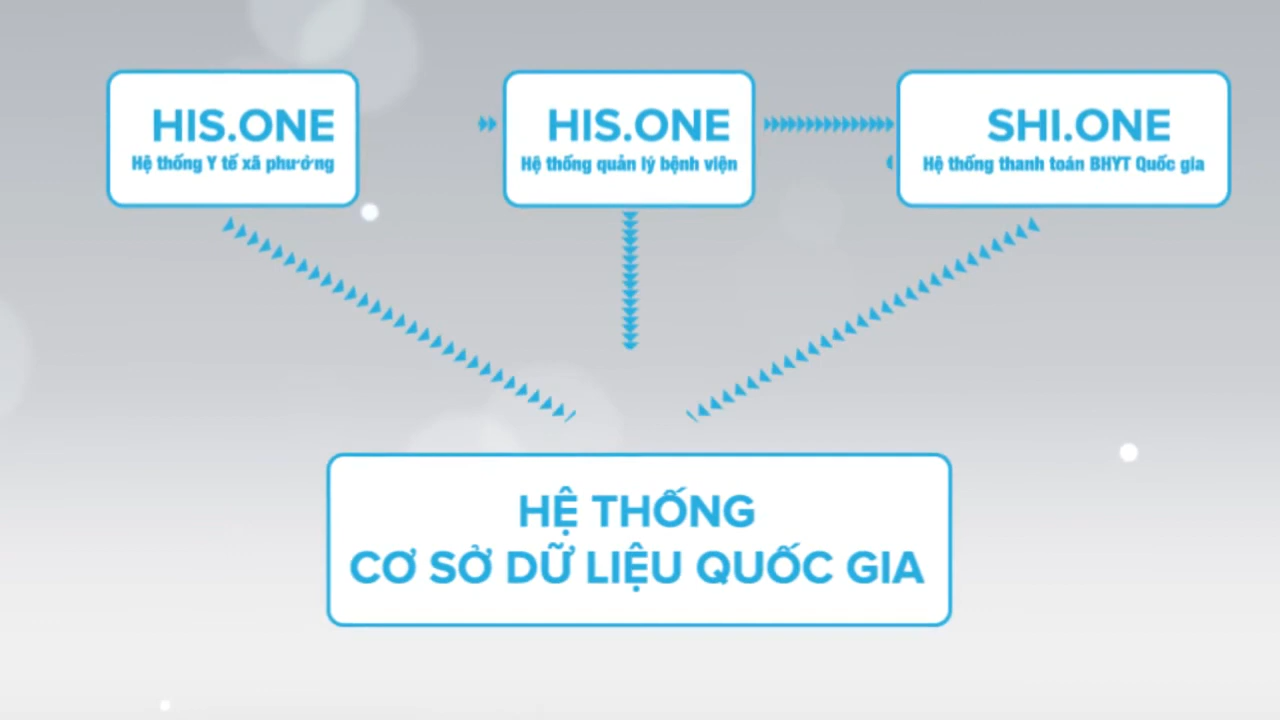 HIS.ONE
Hệ thống Y tế xã phường
HIS.ONE
Hệ thống quản lý bệnh viện
SHI.ONE
Hệ thống thanh toán BHYT Quốc gia
HỆ THỐNG
CƠ SỞ DỮ LIỆU QUỐC GIA